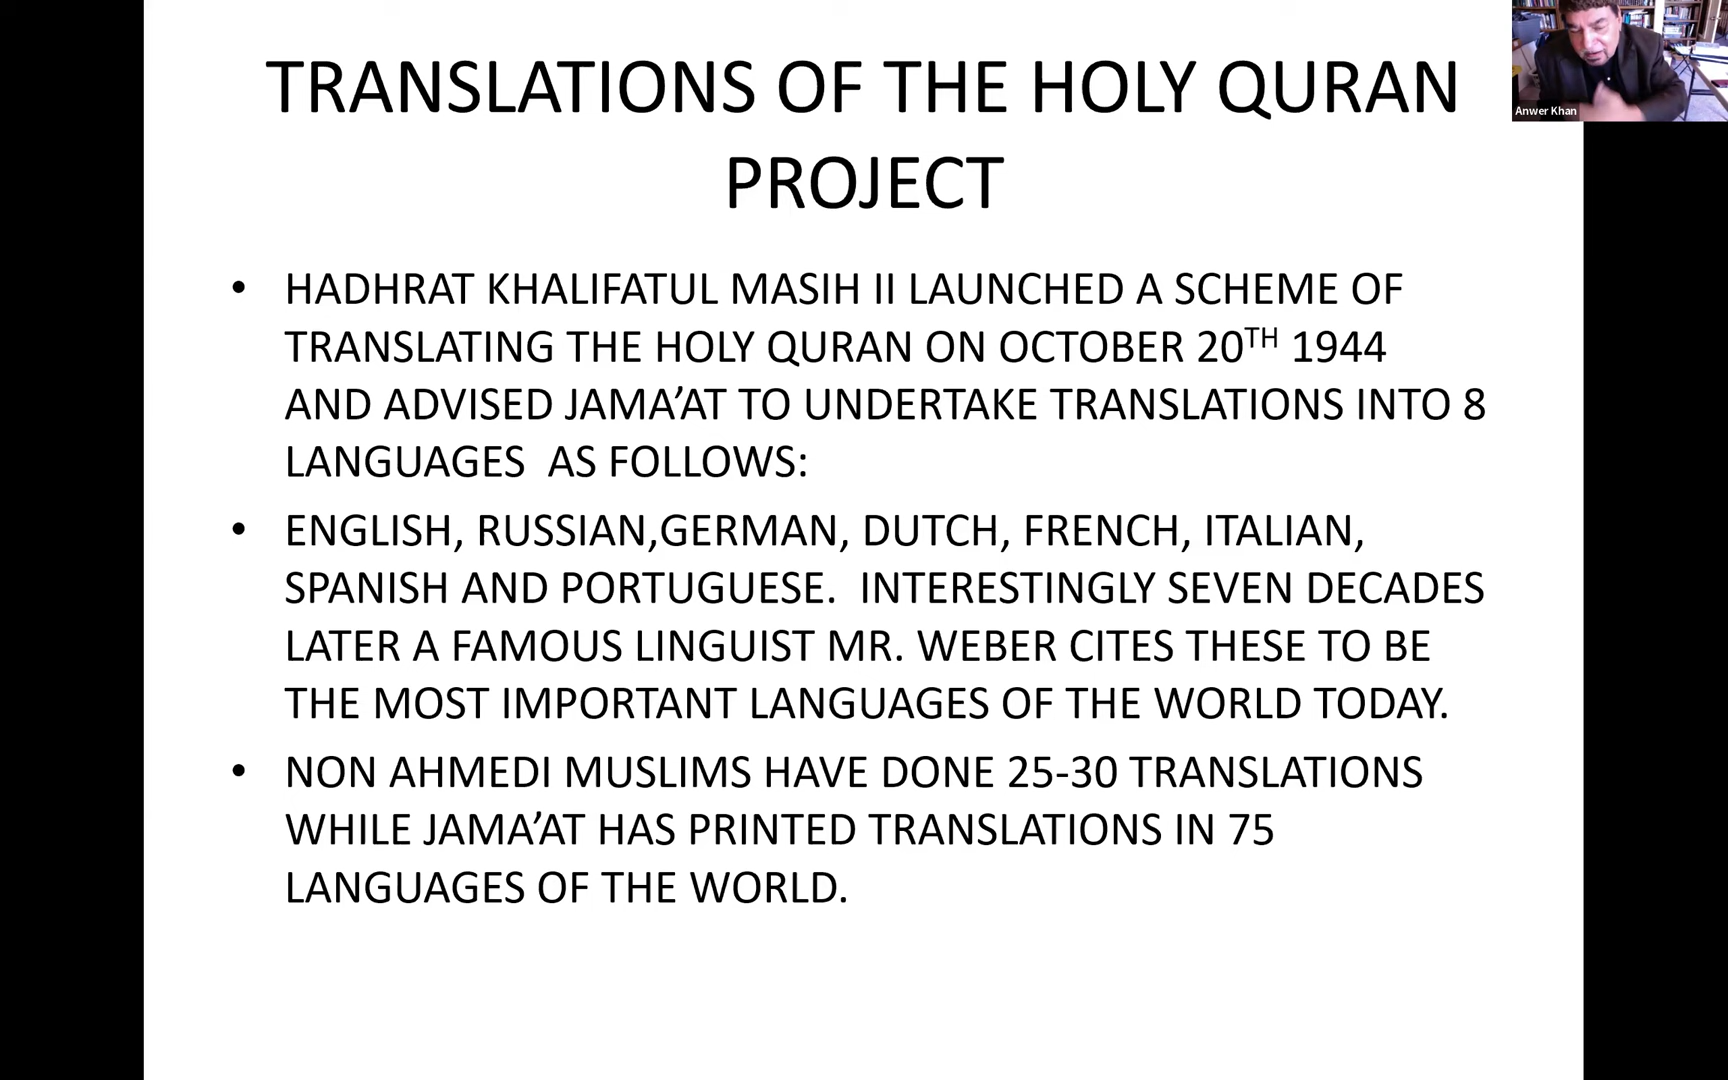 TRANSLATIONS OF THE HOLY QURAN
PROJECT
Anwer Khan
• HADHRAT KHALIFATUL MASIH II LAUNCHED A SCHEME OF
TRANSLATING THE HOLY QURAN ON OCTOBER 20TH 1944
AND ADVISED JAMA’AT TO UNDERTAKE TRANSLATIONS INTO 8
LANGUAGES  AS FOLLOWS:
• ENGLISH, RUSSIAN,GERMAN, DUTCH, FRENCH, ITALIAN,
SPANISH AND PORTUGUESE.  INTERESTINGLY SEVEN DECADES
LATER A FAMOUS LINGUIST MR. WEBER CITES THESE TO BE
THE MOST IMPORTANT LANGUAGES OF THE WORLD TODAY.
• NON AHMEDI MUSLIMS HAVE DONE 25-30 TRANSLATIONS
WHILE JAMA’AT HAS PRINTED TRANSLATIONS IN 75
LANGUAGES OF THE WORLD.